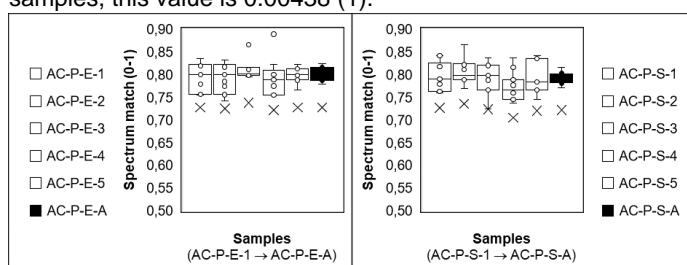 samples, this value is 0.00438 (1).
AC-P-E-1
AC-P-E-2
AC-P-E-3
AC-P-E-4
AC-P-E-5
AC-P-E-A
Spectrum match (0-1)
0,90
0,85
0,80
0,75
0,70
0,65
0,60
0,55
0,50
Samples
(AC-P-E-1 → AC-P-E-A)
Spectrum match (0-1)
0,90
0,85
0,80
0,75
0,70
0,65
0,60
0,55
0,50
Samples
(AC-P-S-1 → AC-P-S-A)
AC-P-S-1
AC-P-S-2
AC-P-S-3
AC-P-S-4
AC-P-S-5
AC-P-S-A